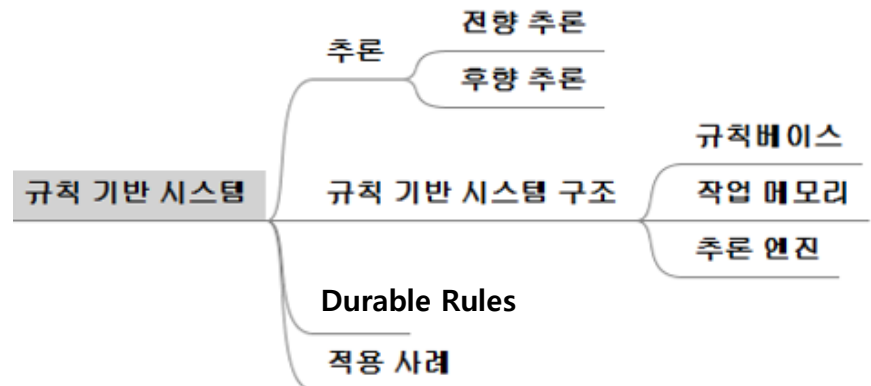 규칙 기반 시스템
추론
전향 추론
후향 추론
규칙 기반 시스템 구조
규칙베이스
작업 메모리
추론 엔진
Durable Rules
적용 사례